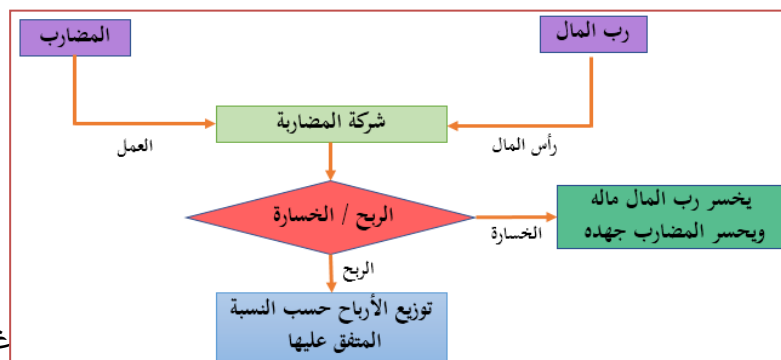 رب المال
المضارب
شركة المضاربة
رأس المال
العمل
الربح / الخسارة
الخسارة
يخسر رب المال ماله
ويحسر المضارب جهده
الربح
توزيع الأرباح حسب النسبة
المتفق عليها